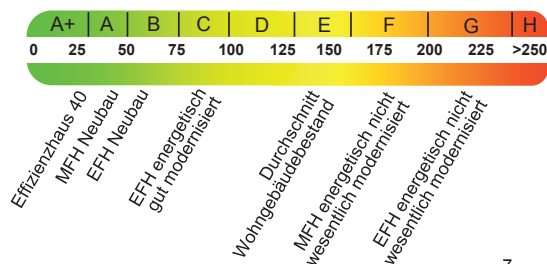 A+ A B C D E F G H
0 25 50 75 100 125 150 175 200 225 >250
Effizienzhaus 40
MFH Neubau
EFH Neubau
EFH energetisch
gut modernisiert
Durchschnitt
Wohngebäudebestand
MFH energetisch nicht
wesentlich modernisiert
EFH energetisch nicht
wesentlich modernisiert
7